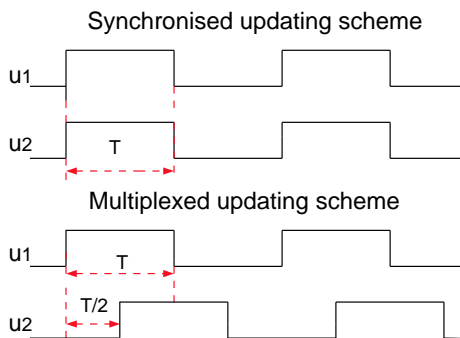 Synchronised updating scheme
u1
u2
T
Multiplexed updating scheme
u1
T
T/2
u2